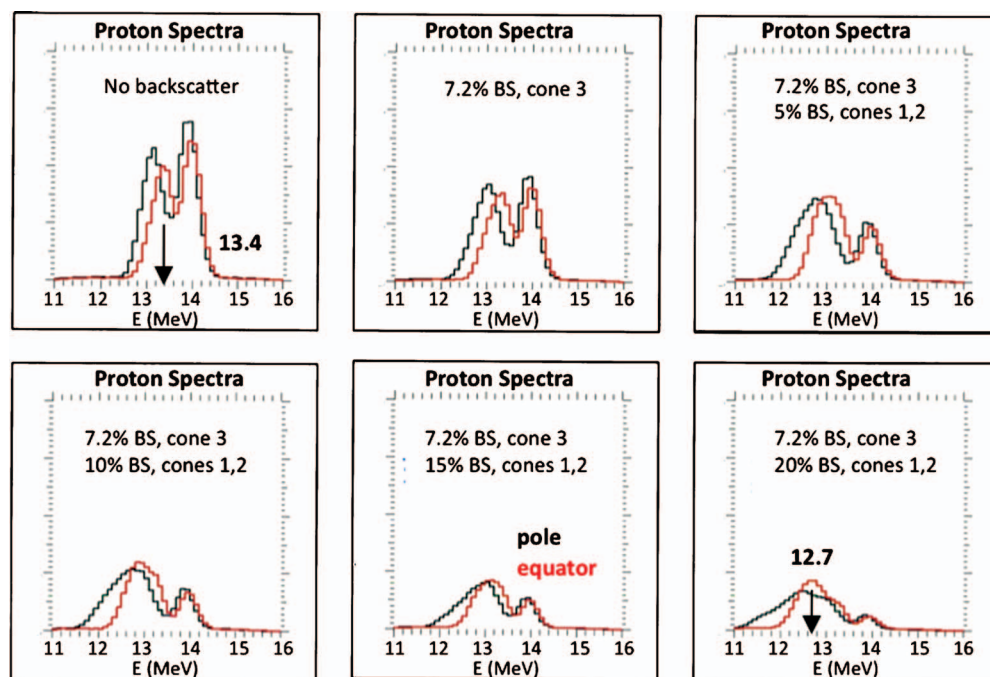 Proton Spectra
No backscatter
13.4
11 12 13 14 15 16
E (MeV)
Proton Spectra
7.2% BS, cone 3
11 12 13 14 15 16
E (MeV)
Proton Spectra
7.2% BS, cone 3
5% BS, cones 1,2
11 12 13 14 15 16
E (MeV)
Proton Spectra
7.2% BS, cone 3
10% BS, cones 1,2
11 12 13 14 15 16
E (MeV)
Proton Spectra
7.2% BS, cone 3
15% BS, cones 1,2
pole
equator
11 12 13 14 15 16
E (MeV)
Proton Spectra
7.2% BS, cone 3
20% BS, cones 1,2
12.7
11 12 13 14 15 16
E (MeV)